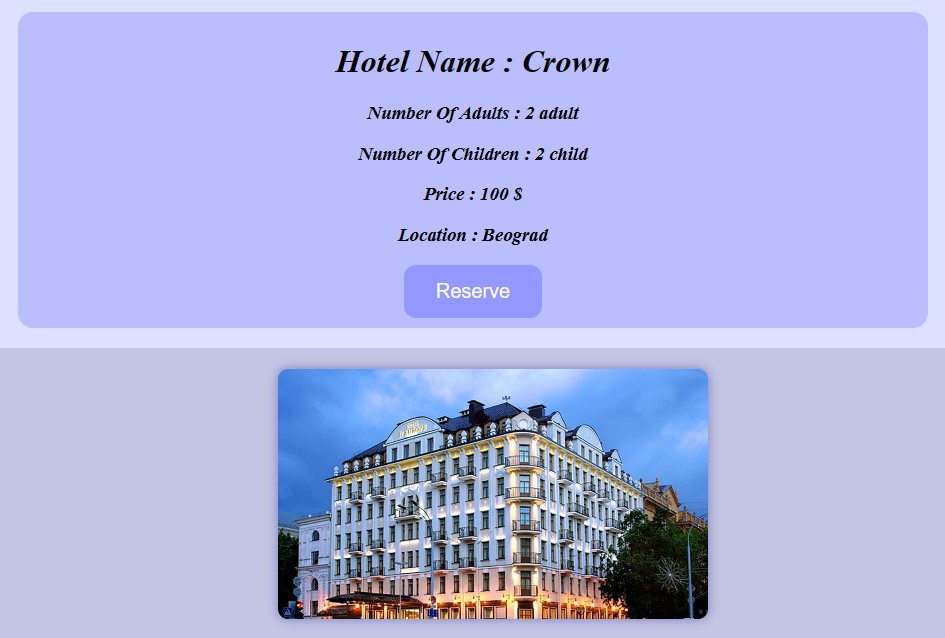 Hotel Name : Crown
Number Of Adults : 2 adult
Number Of Children : 2 child
Price : 100 $
Location : Beograd
Reserve